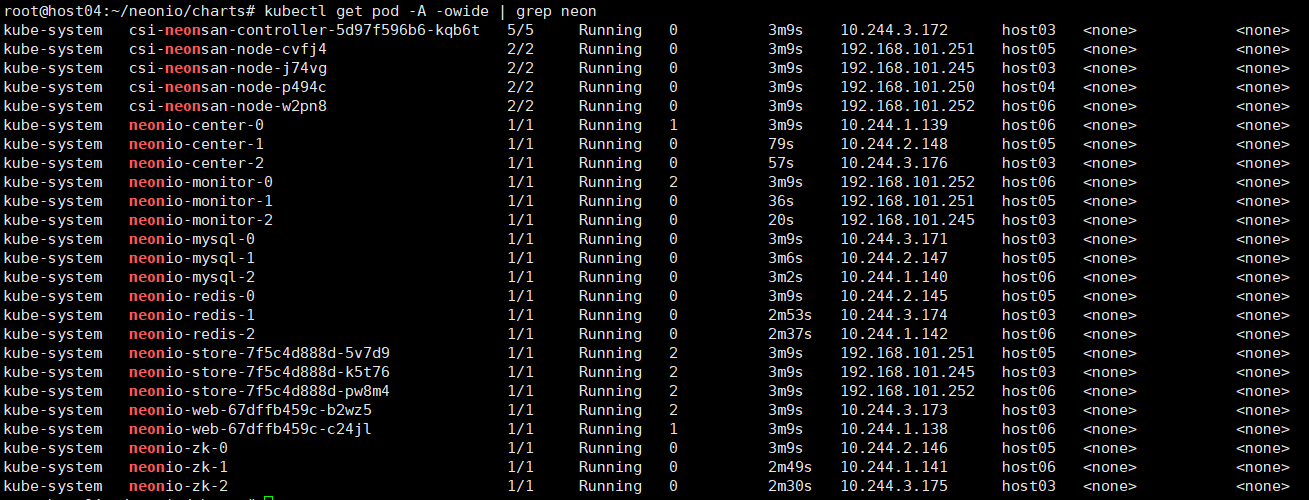 root@host04:~/neonio/charts# kubectl get pod -A -owide | grep neon
kube-system csi-neonsan-controller-5d97f596b6-kqb6t 5/5 Running 0 3m9s 10.244.3.172 host03 <none> <none>
kube-system csi-neonsan-node-cvfj4 2/2 Running 0 3m9s 192.168.101.251 host05 <none> <none>
kube-system csi-neonsan-node-j74vg 2/2 Running 0 3m9s 192.168.101.245 host03 <none> <none>
kube-system csi-neonsan-node-p494c 2/2 Running 0 3m9s 192.168.101.250 host04 <none> <none>
kube-system csi-neonsan-node-w2pn8 2/2 Running 0 3m9s 192.168.101.252 host06 <none> <none>
kube-system neonio-center-0 1/1 Running 1 3m9s 10.244.1.139 host06 <none> <none>
kube-system neonio-center-1 1/1 Running 0 79s 10.244.2.148 host05 <none> <none>
kube-system neonio-center-2 1/1 Running 0 57s 10.244.3.176 host03 <none> <none>
kube-system neonio-monitor-0 1/1 Running 2 3m9s 192.168.101.252 host06 <none> <none>
kube-system neonio-monitor-1 1/1 Running 0 36s 192.168.101.251 host05 <none> <none>
kube-system neonio-monitor-2 1/1 Running 0 20s 192.168.101.245 host03 <none> <none>
kube-system neonio-mysql-0 1/1 Running 0 3m9s 10.244.3.171 host03 <none> <none>
kube-system neonio-mysql-1 1/1 Running 0 3m6s 10.244.2.147 host05 <none> <none>
kube-system neonio-mysql-2 1/1 Running 0 3m2s 10.244.1.140 host06 <none> <none>
kube-system neonio-redis-0 1/1 Running 0 3m9s 10.244.2.145 host05 <none> <none>
kube-system neonio-redis-1 1/1 Running 0 2m53s 10.244.3.174 host03 <none> <none>
kube-system neonio-redis-2 1/1 Running 0 2m37s 10.244.1.142 host06 <none> <none>
kube-system neonio-store-7f5c4d888d-5v7d9 1/1 Running 2 3m9s 192.168.101.251 host05 <none> <none>
kube-system neonio-store-7f5c4d888d-k5t76 1/1 Running 2 3m9s 192.168.101.245 host03 <none> <none>
kube-system neonio-store-7f5c4d888d-pw8m4 1/1 Running 2 3m9s 192.168.101.252 host06 <none> <none>
kube-system neonio-web-67dffb459c-b2wz5 1/1 Running 2 3m9s 10.244.3.173 host03 <none> <none>
kube-system neonio-web-67dffb459c-c24jl 1/1 Running 1 3m9s 10.244.1.138 host06 <none> <none>
kube-system neonio-zk-0 1/1 Running 0 3m9s 10.244.2.146 host05 <none> <none>
kube-system neonio-zk-1 1/1 Running 0 2m49s 10.244.1.141 host06 <none> <none>
kube-system neonio-zk-2 1/1 Running 0 2m30s 10.244.3.175 host03 <none> <none>